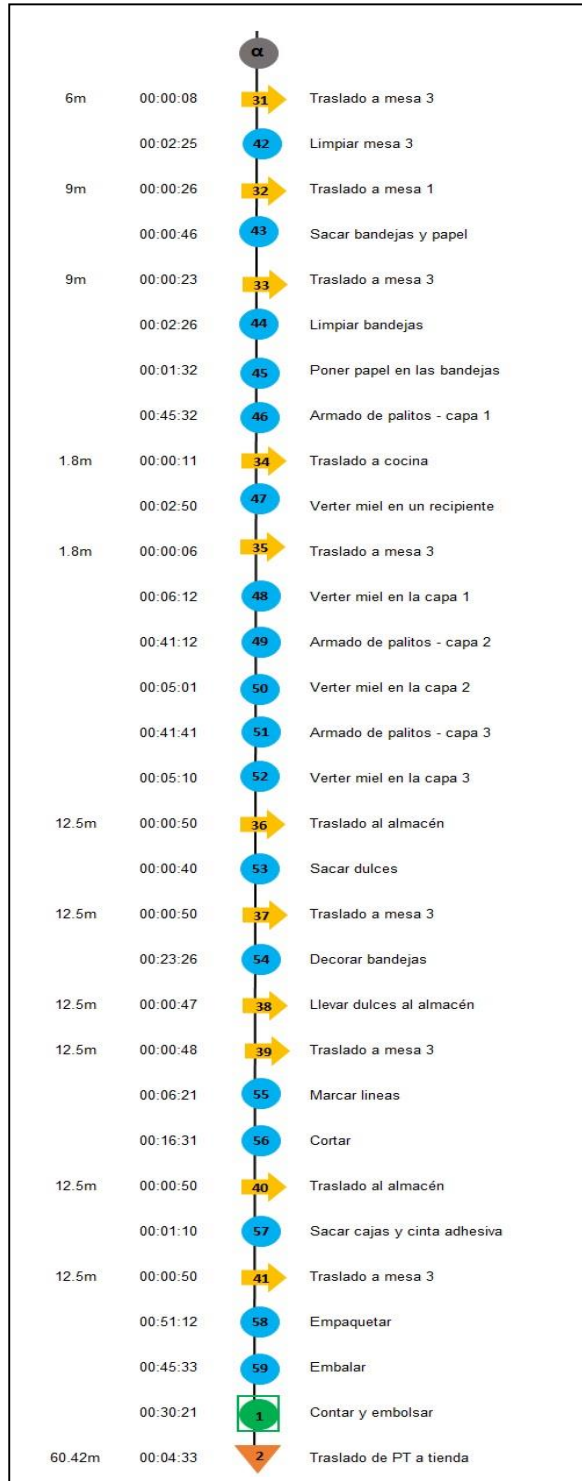 α
6m 00:00:08 31 Traslado a mesa 3
00:02:25 42 Limpiar mesa 3
9m 00:00:26 32 Traslado a mesa 1
00:00:46 43 Sacar bandejas y papel
9m 00:00:23 33 Traslado a mesa 3
00:02:26 44 Limpiar bandejas
00:01:32 45 Poner papel en las bandejas
00:45:32 46 Armado de palitos - capa 1
1.8m 00:00:11 34 Traslado a cocina
00:02:50 47 Verter miel en un recipiente
1.8m 00:00:06 35 Traslado a mesa 3
00:06:12 48 Verter miel en la capa 1
00:41:12 49 Armado de palitos - capa 2
00:05:01 50 Verter miel en la capa 2
00:41:41 51 Armado de palitos - capa 3
00:05:10 52 Verter miel en la capa 3
12.5m 00:00:50 36 Traslado al almacén
00:00:40 53 Sacar dulces
12.5m 00:00:50 37 Traslado a mesa 3
00:23:26 54 Decorar bandejas
12.5m 00:00:47 38 Llevar dulces al almacén
12.5m 00:00:48 39 Traslado a mesa 3
00:06:21 55 Marcar lineas
00:16:31 56 Cortar
12.5m 00:00:50 40 Traslado al almacén
00:01:10 57 Sacar cajas y cinta adhesiva
12.5m 00:00:50 41 Traslado a mesa 3
00:51:12 58 Empaquetar
00:45:33 59 Embalar
00:30:21 1 Contar y embolsar
60.42m 00:04:33 2 Traslado de PT a tienda